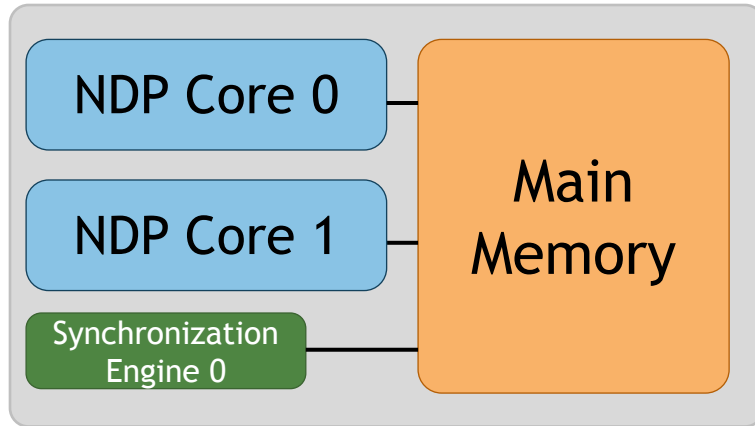 NDP Core 0
NDP Core 1
Synchronization
Engine 0
Main
Memory